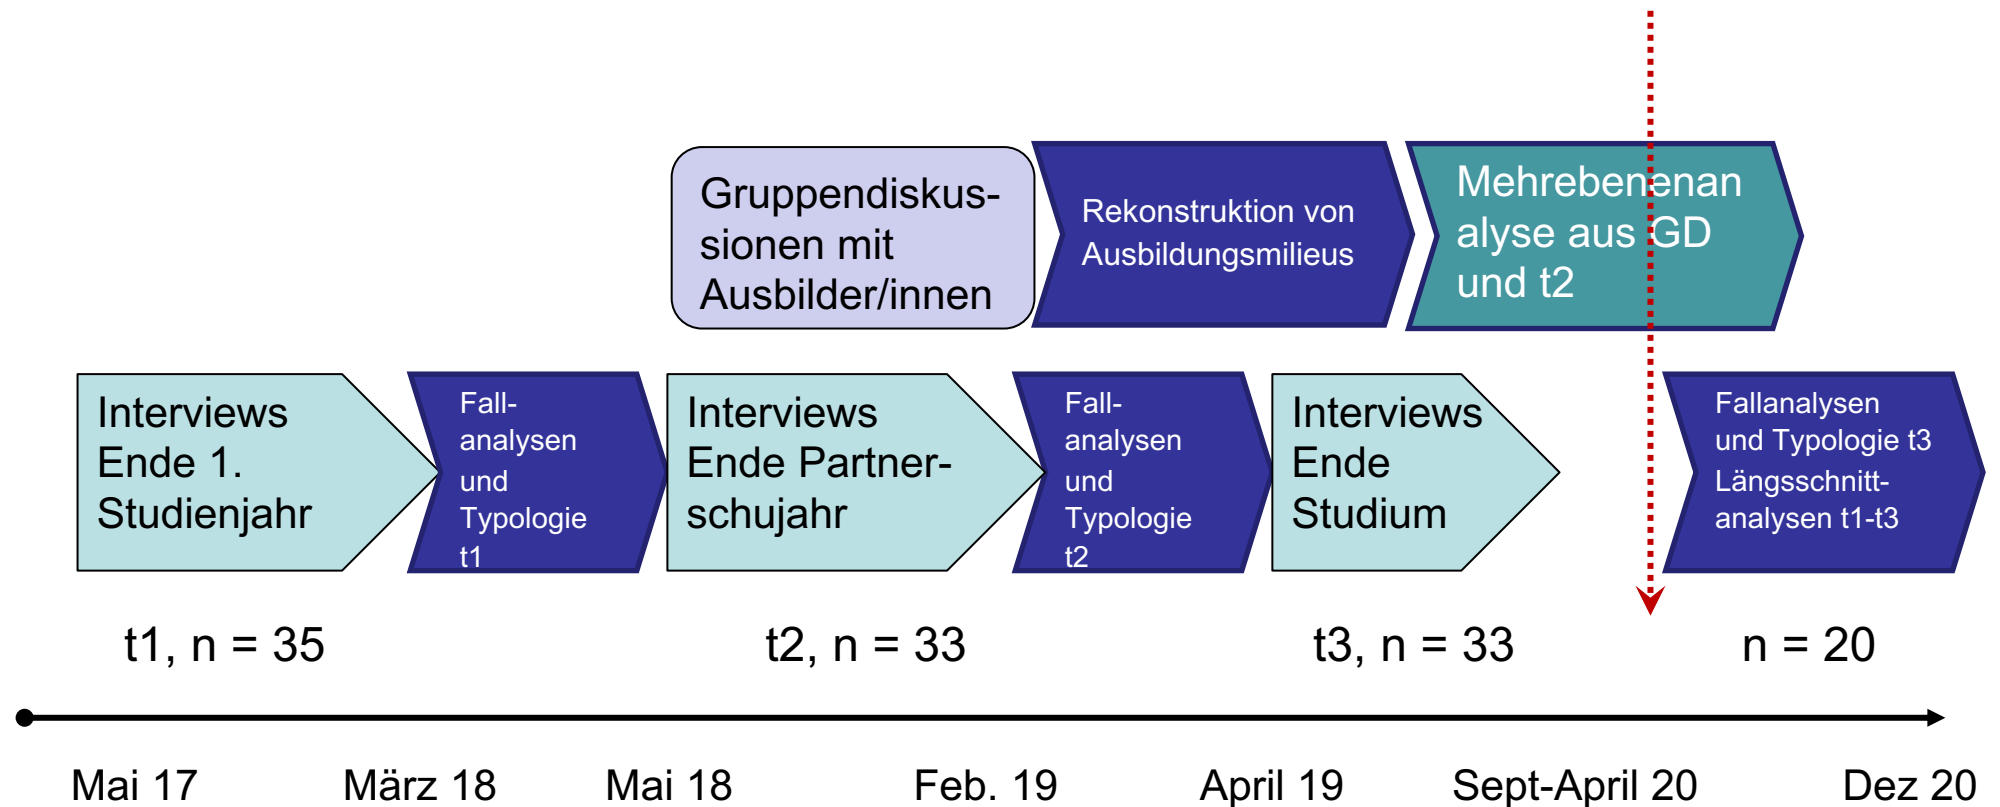 Gruppendiskus-
sionen mit
Ausbilder/innen
Rekonstruktion von
Ausbildungsmilieus
Mehrebenenan
alyse aus GD
und t2
Interviews
Ende 1.
Studienjahr
Fall-
analysen
und
Typologie
t1
Interviews
Ende Partner-
schujahr
Fall-
analysen
und
Typologie
t2
Interviews
Ende
Studium
Fallanalysen
und Typologie t3
Längsschnitt-
analysen t1-t3
t1, n = 35
t2, n = 33
t3, n = 33
n = 20
Mai 17
März 18
Mai 18
Feb. 19
April 19
Sept-April 20
Dez 20